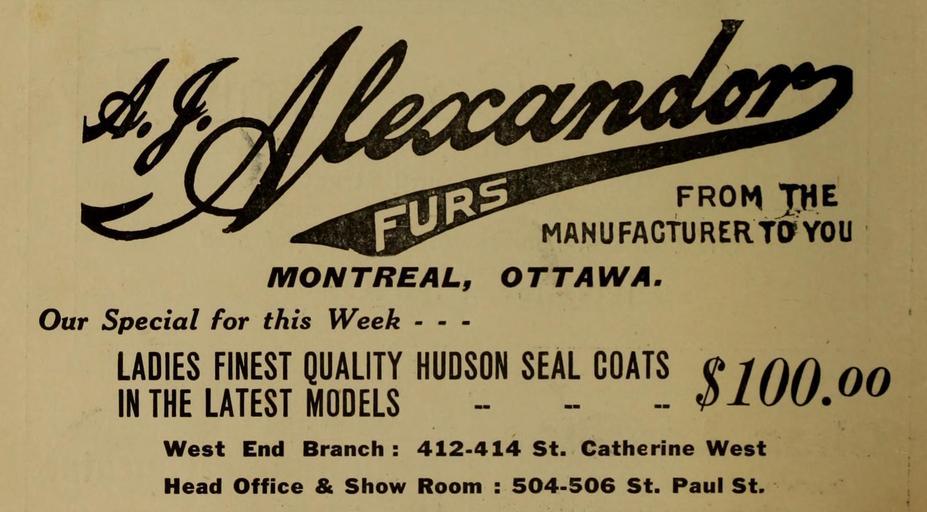 A. J. Alexandor
FURS
FROM THE
MANUFACTURER TO YOU
MONTREAL, OTTAWA.
Our Special for this Week - - -
LADIES FINEST QUALITY HUDSON SEAL COATS
IN THE LATEST MODELS -- -- -- $100.00
West End Branch : 412-414 St. Catherine West
Head Office & Show Room : 504-506 St. Paul St.